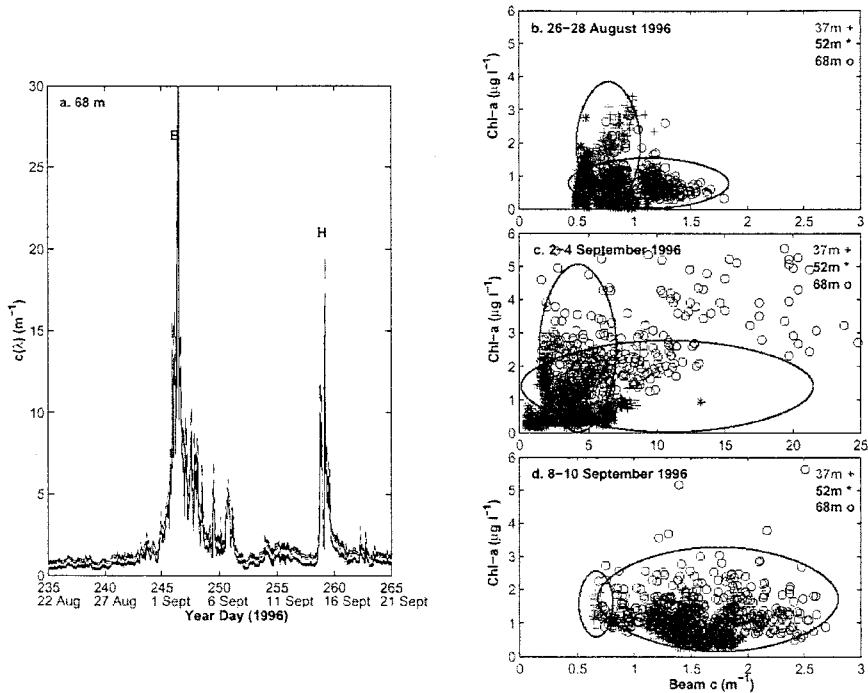 a. 68 m
c(λ) (m⁻¹)
30
25
20
15
10
5
0
E
H
235 240 245 250 255 260 265
22 Aug 27 Aug 1 Sept 6 Sept 11 Sept 16 Sept 21 Sept
Year Day (1996)
b. 26-28 August 1996
37m +
52m *
68m o
Chl-a (μg l⁻¹)
6
5
4
3
2
1
0
0 0.5 1 1.5 2 2.5 3
c. 2-4 September 1996
37m +
52m *
68m o
Chl-a (μg l⁻¹)
6
5
4
3
2
1
0
0 5 10 15 20 25
d. 8-10 September 1996
37m +
52m *
68m o
Chl-a (μg l⁻¹)
6
5
4
3
2
1
0
0 0.5 1 1.5 2 2.5 3
Beam c (m⁻¹)